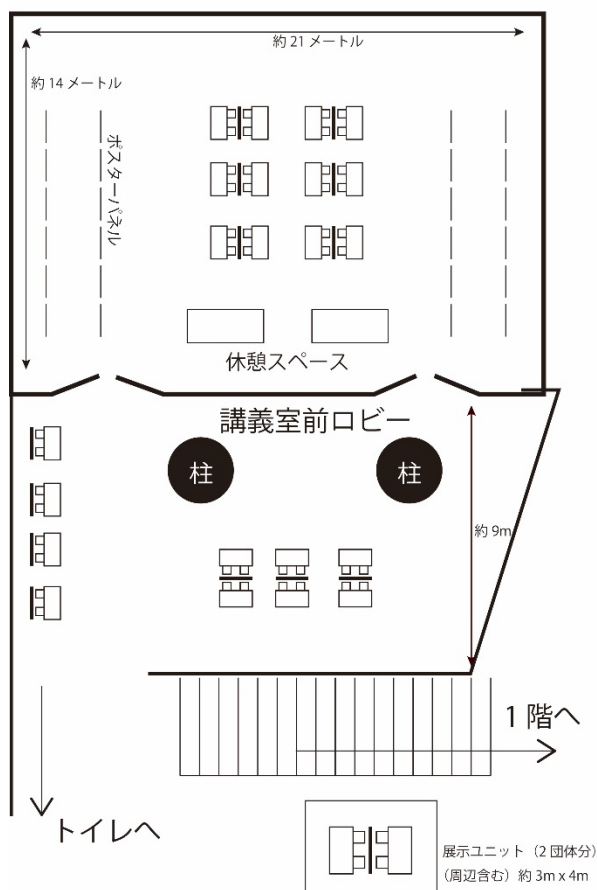 約 21 メートル
約 14 メートル
ポスターパネル
休憩スペース
講義室前ロビー
柱
柱
約 9m
1 階へ
トイレへ
展示ユニット（2 団体分）
（周辺含む）約 3m x 4m